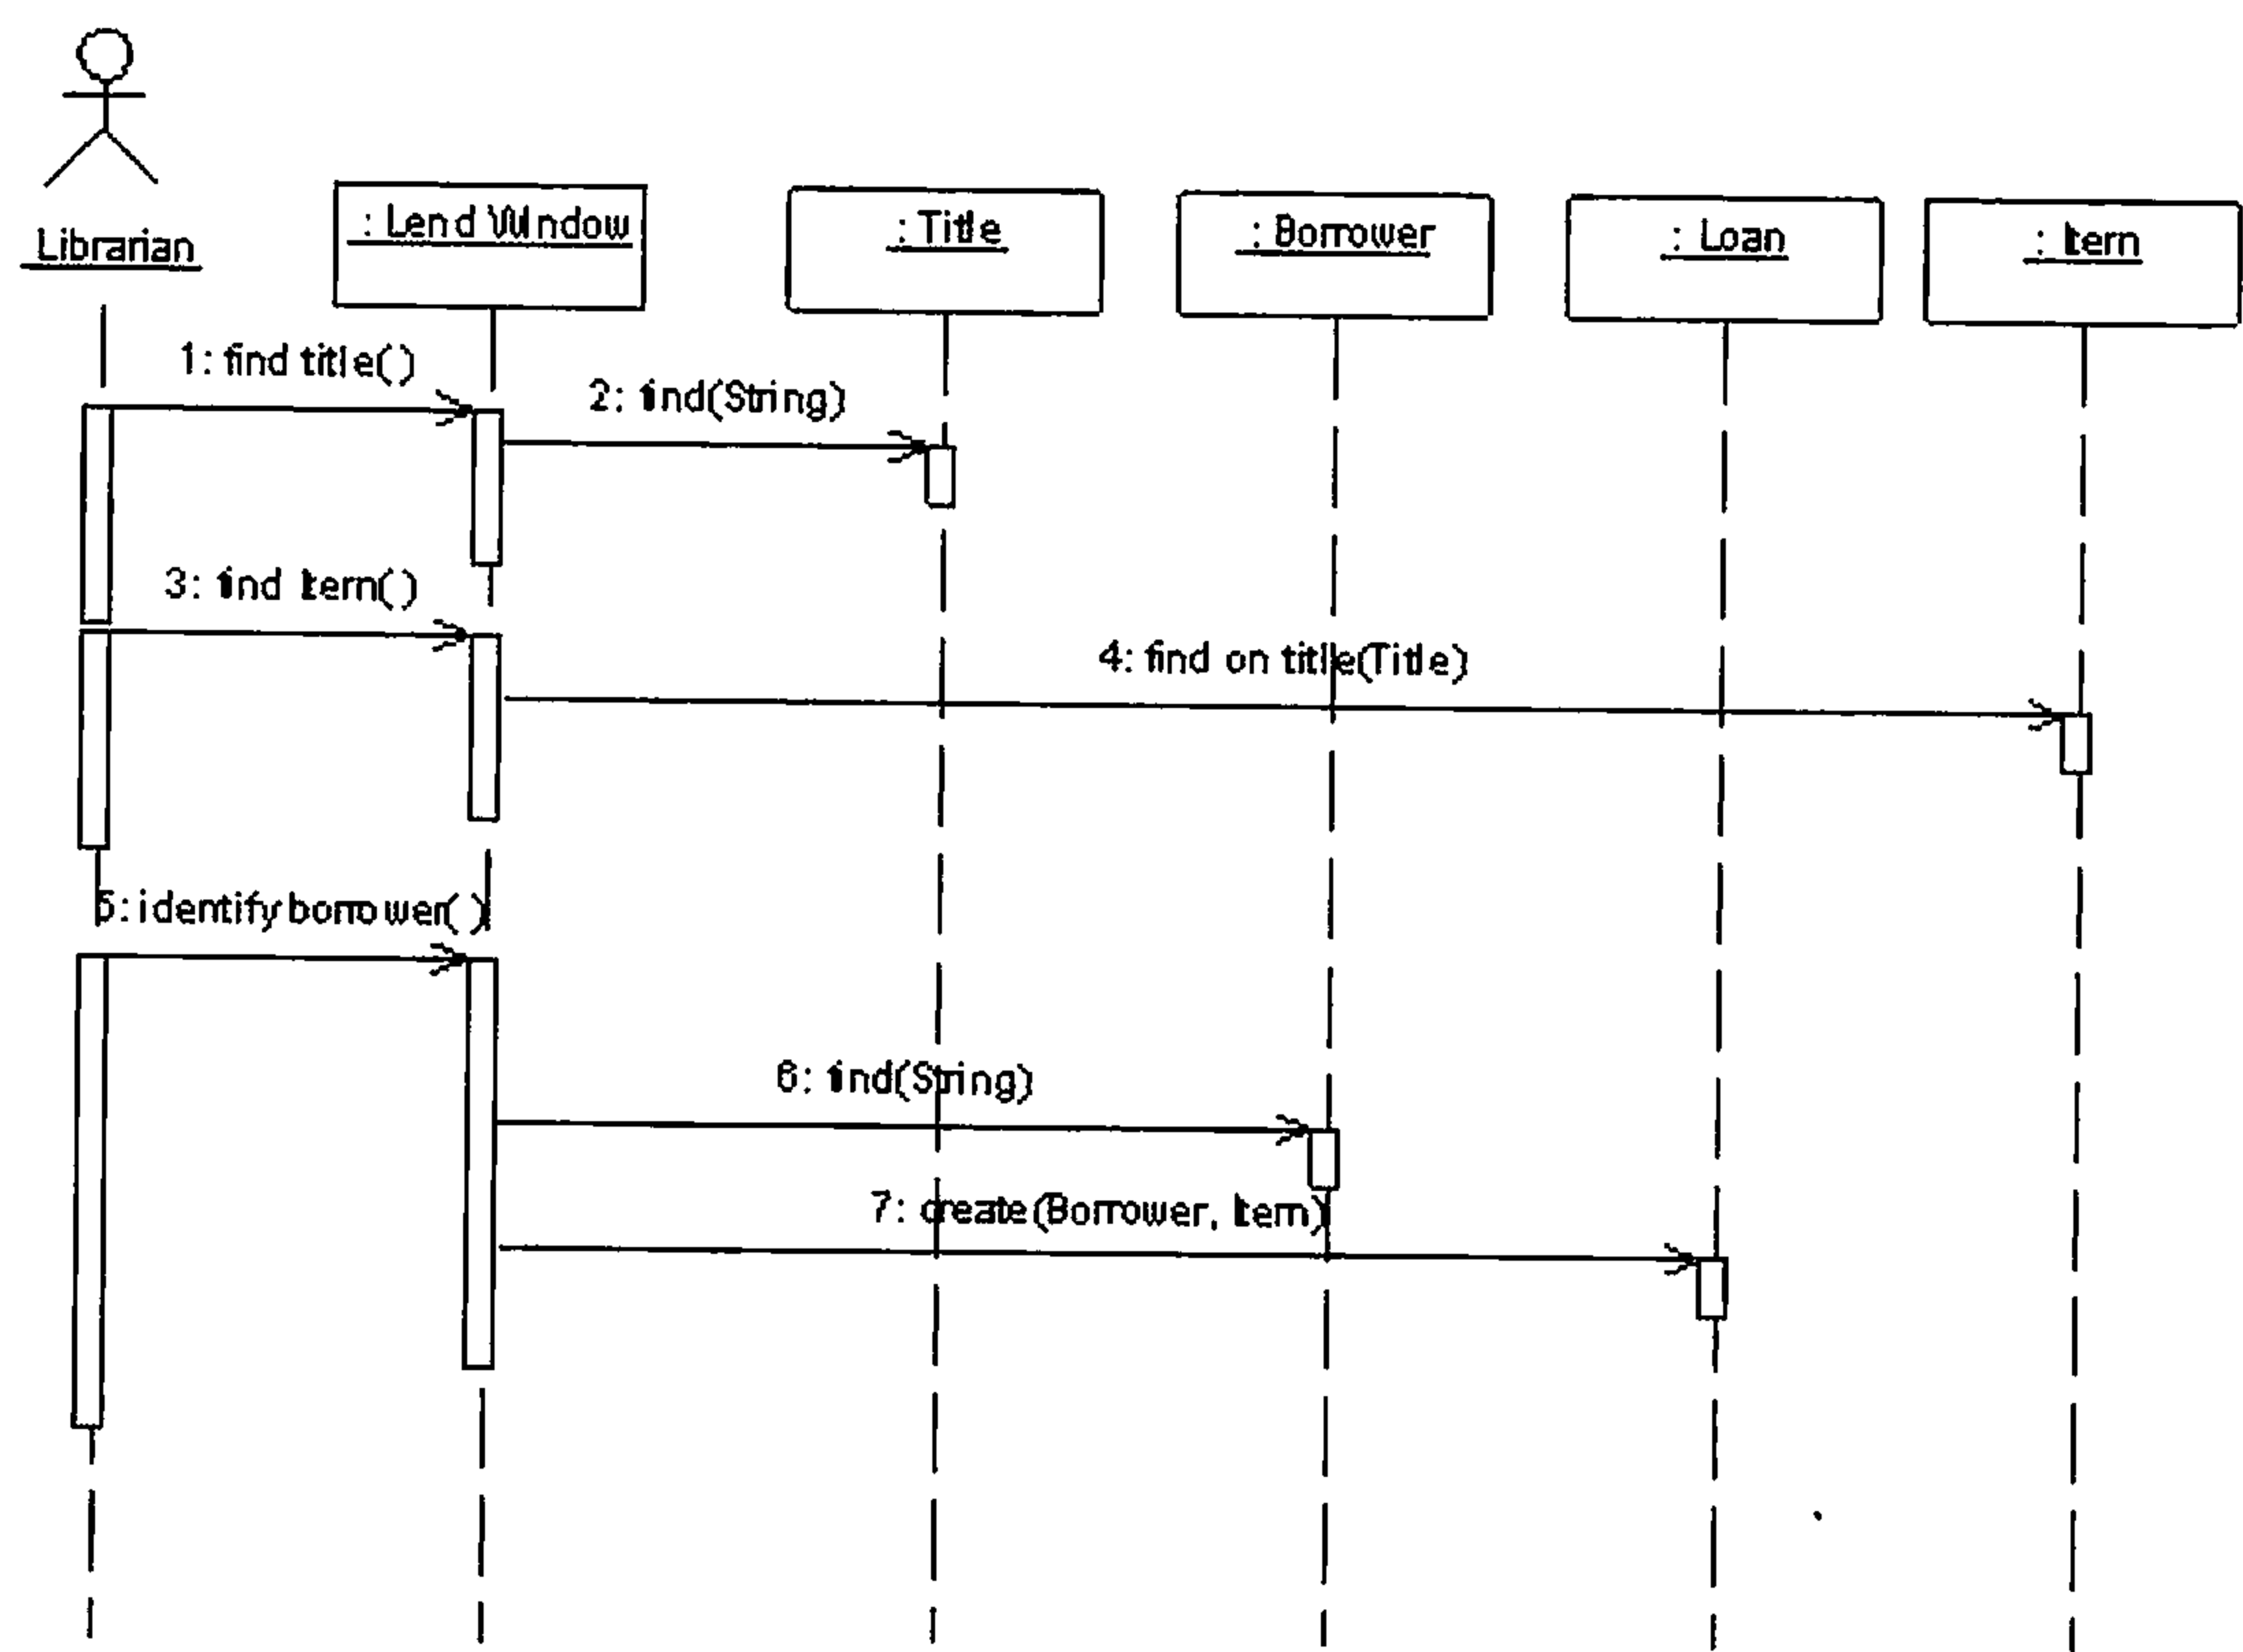 Librarian
: Lend Window
: Title
: Borrower
: Loan
: Item
1: find title()
2: find(String)
3: find item()
4: find on title(Title)
5: identify borrower()
6: find(String)
7: create(Borrower, Item)